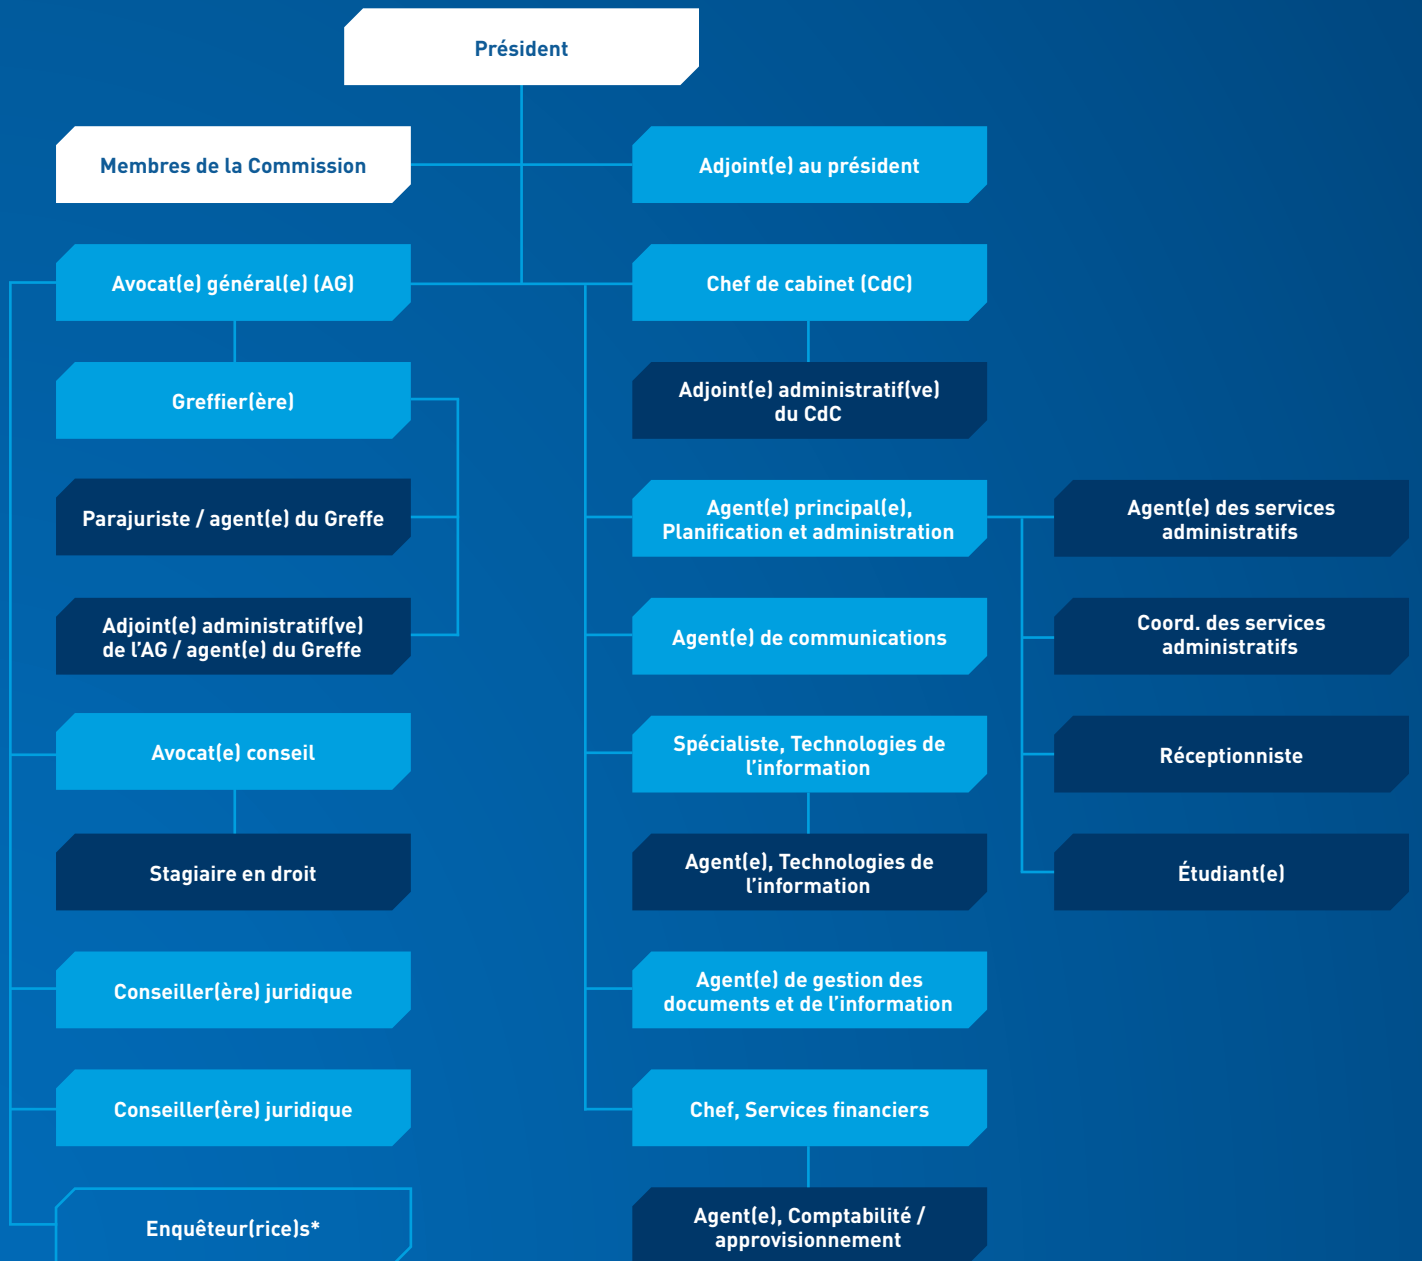 Président
Membres de la Commission
Adjoint(e) au président
Avocat(e) général(e) (AG)
Chef de cabinet (CdC)
Greffier(ère)
Adjoint(e) administratif(ve)
du CdC
Parajuriste / agent(e) du Greffe
Agent(e) principal(e),
Planification et administration
Agent(e) des services
administratifs
Adjoint(e) administratif(ve)
de l’AG / agent(e) du Greffe
Agent(e) de communications
Coord. des services
administratifs
Avocat(e) conseil
Spécialiste, Technologies de
l’information
Réceptionniste
Stagiaire en droit
Agent(e), Technologies de
l’information
Étudiant(e)
Conseiller(ère) juridique
Agent(e) de gestion des
documents et de l’information
Conseiller(ère) juridique
Chef, Services financiers
Enquêteur(rice)s*
Agent(e), Comptabilité /
approvisionnement